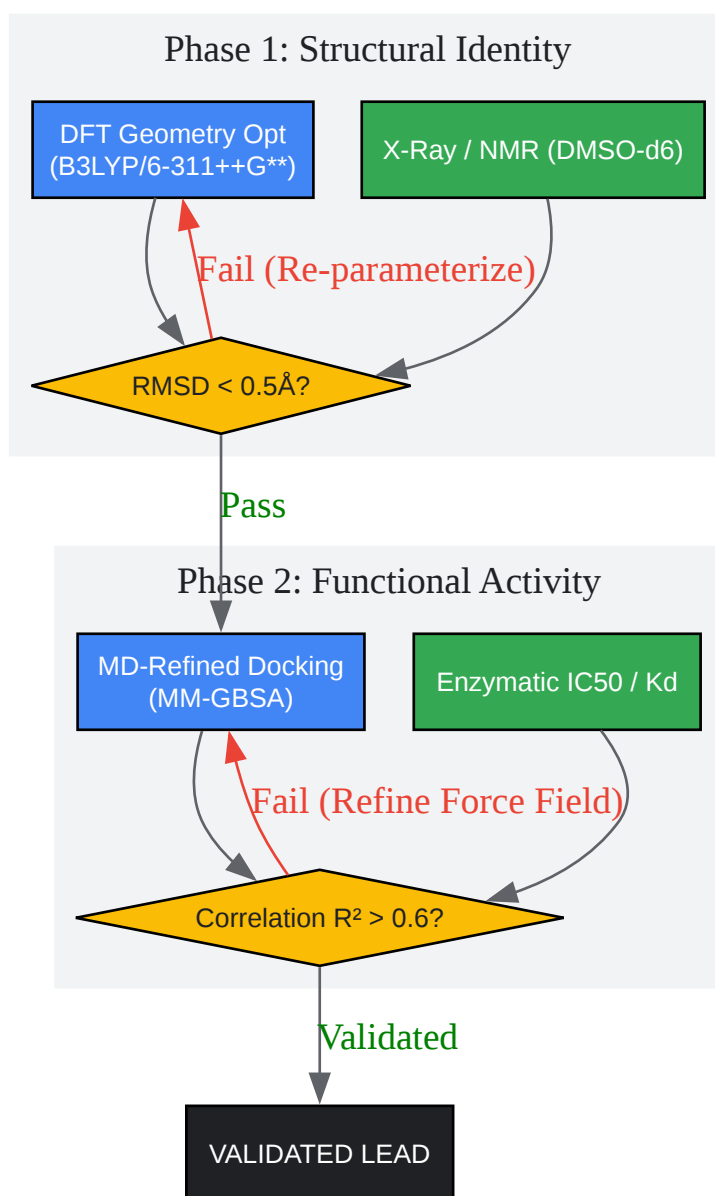 Phase 1: Structural Identity
DFT Geometry Opt
(B3LYP/6-311++G**)
X-Ray / NMR (DMSO-d6)
Fail (Re-parameterize)
RMSD < 0.5Å?
Pass
Phase 2: Functional Activity
MD-Refined Docking
(MM-GBSA)
Enzymatic IC50 / Kd
Fail (Refine Force Field)
Correlation R² > 0.6?
Validated
VALIDATED LEAD